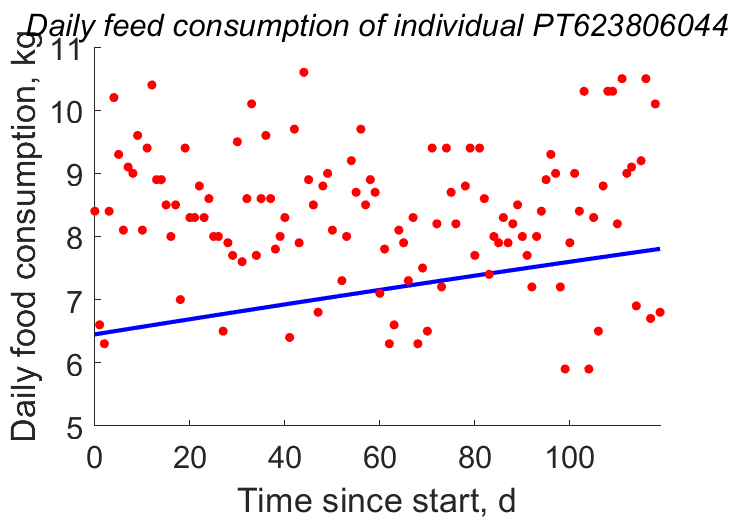 Daily feed consumption of individual PT623806044
Daily food consumption, kg
11
10
9
8
7
6
5
0 20 40 60 80 100
Time since start, d